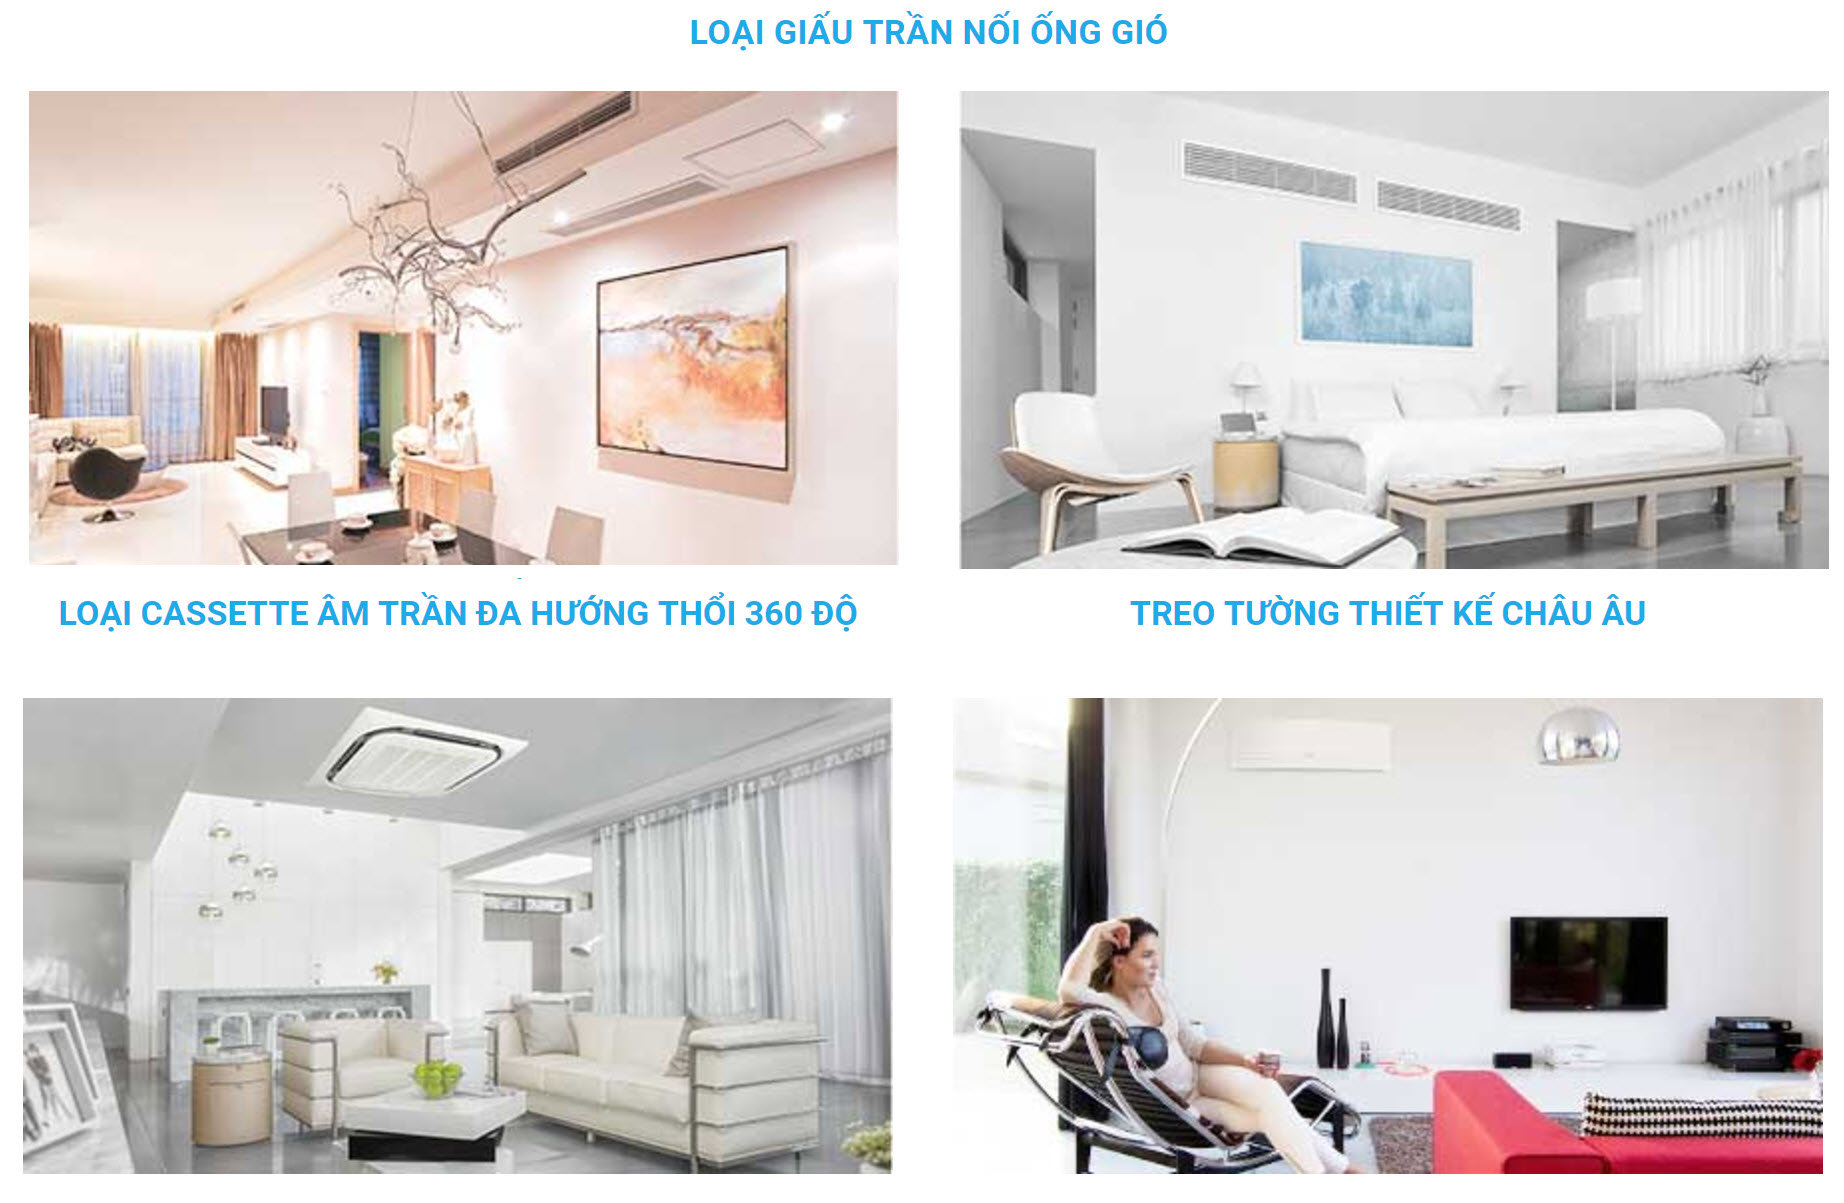 LOẠI GIẤU TRẦN NỐI ỐNG GIÓ
LOẠI CASSETTE ÂM TRẦN ĐA HƯỚNG THỔI 360 ĐỘ
TREO TƯỜNG THIẾT KẾ CHÂU ÂU